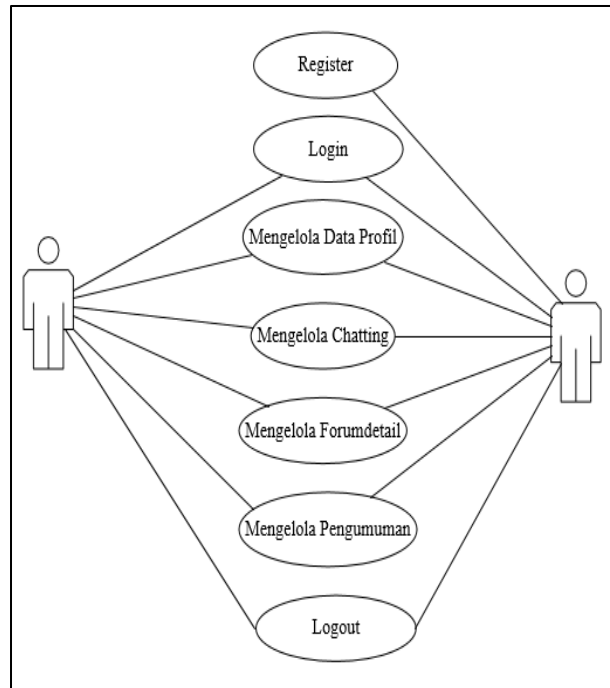 Register
Login
Mengelola Data Profil
Mengelola Chatting
Mengelola Forumdetail
Mengelola Pengumuman
Logout